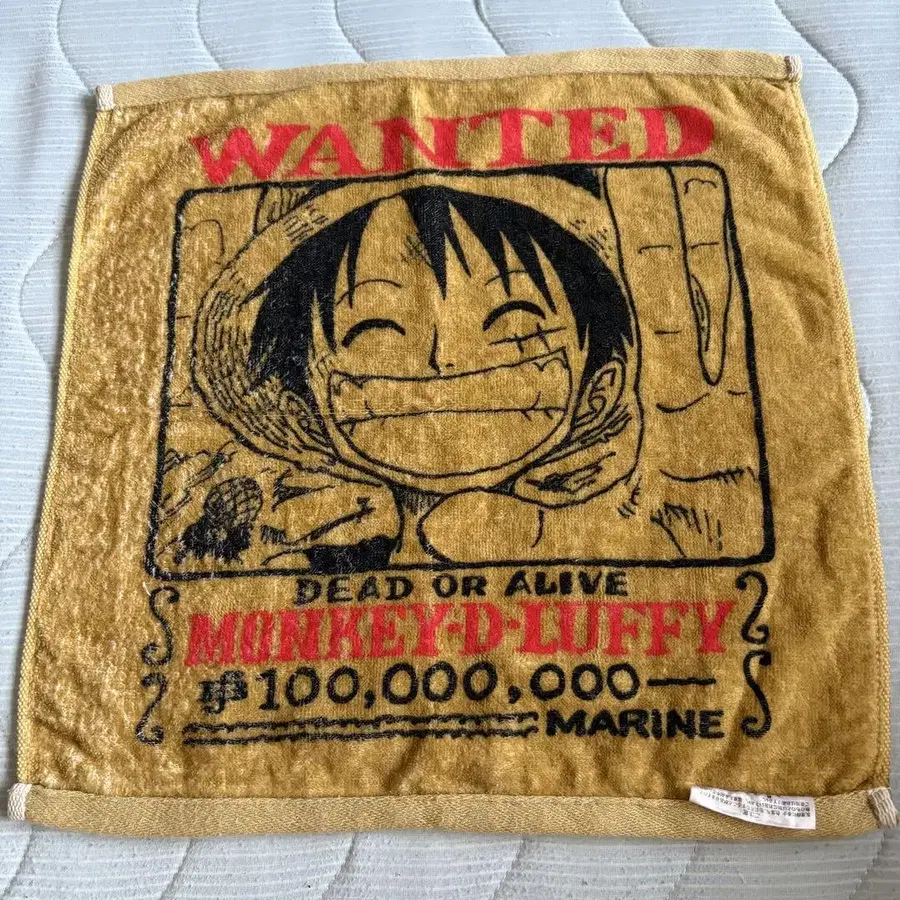 WANTED
DEAD OR ALIVE
MONKEY-D-LUFFY
100,000,000—
MARINE